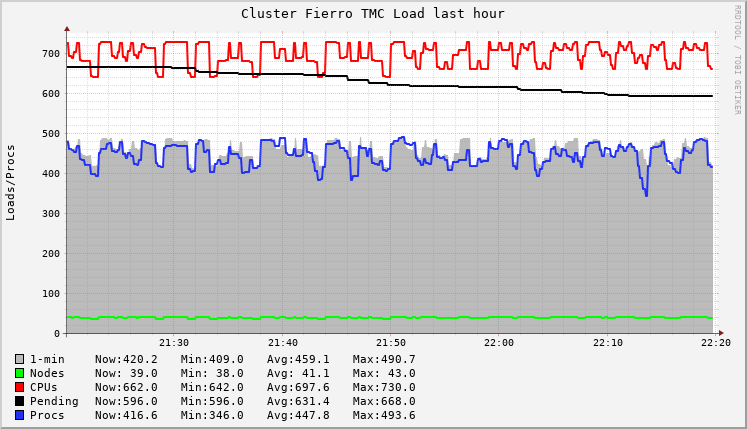 Cluster Fierro TMC Load last hour
RRDTOOL / TOBI OETIKER
Loads/Procs
700
600
500
400
300
200
100
0
21:30 21:40 21:50 22:00 22:10 22:20
1-min Now:420.2 Min:409.0 Avg:459.1 Max:490.7
Nodes Now: 39.0 Min: 38.0 Avg: 41.1 Max: 43.0
CPUs Now:662.0 Min:642.0 Avg:697.6 Max:730.0
Pending Now:596.0 Min:596.0 Avg:631.4 Max:668.0
Procs Now:416.6 Min:346.0 Avg:447.8 Max:493.6